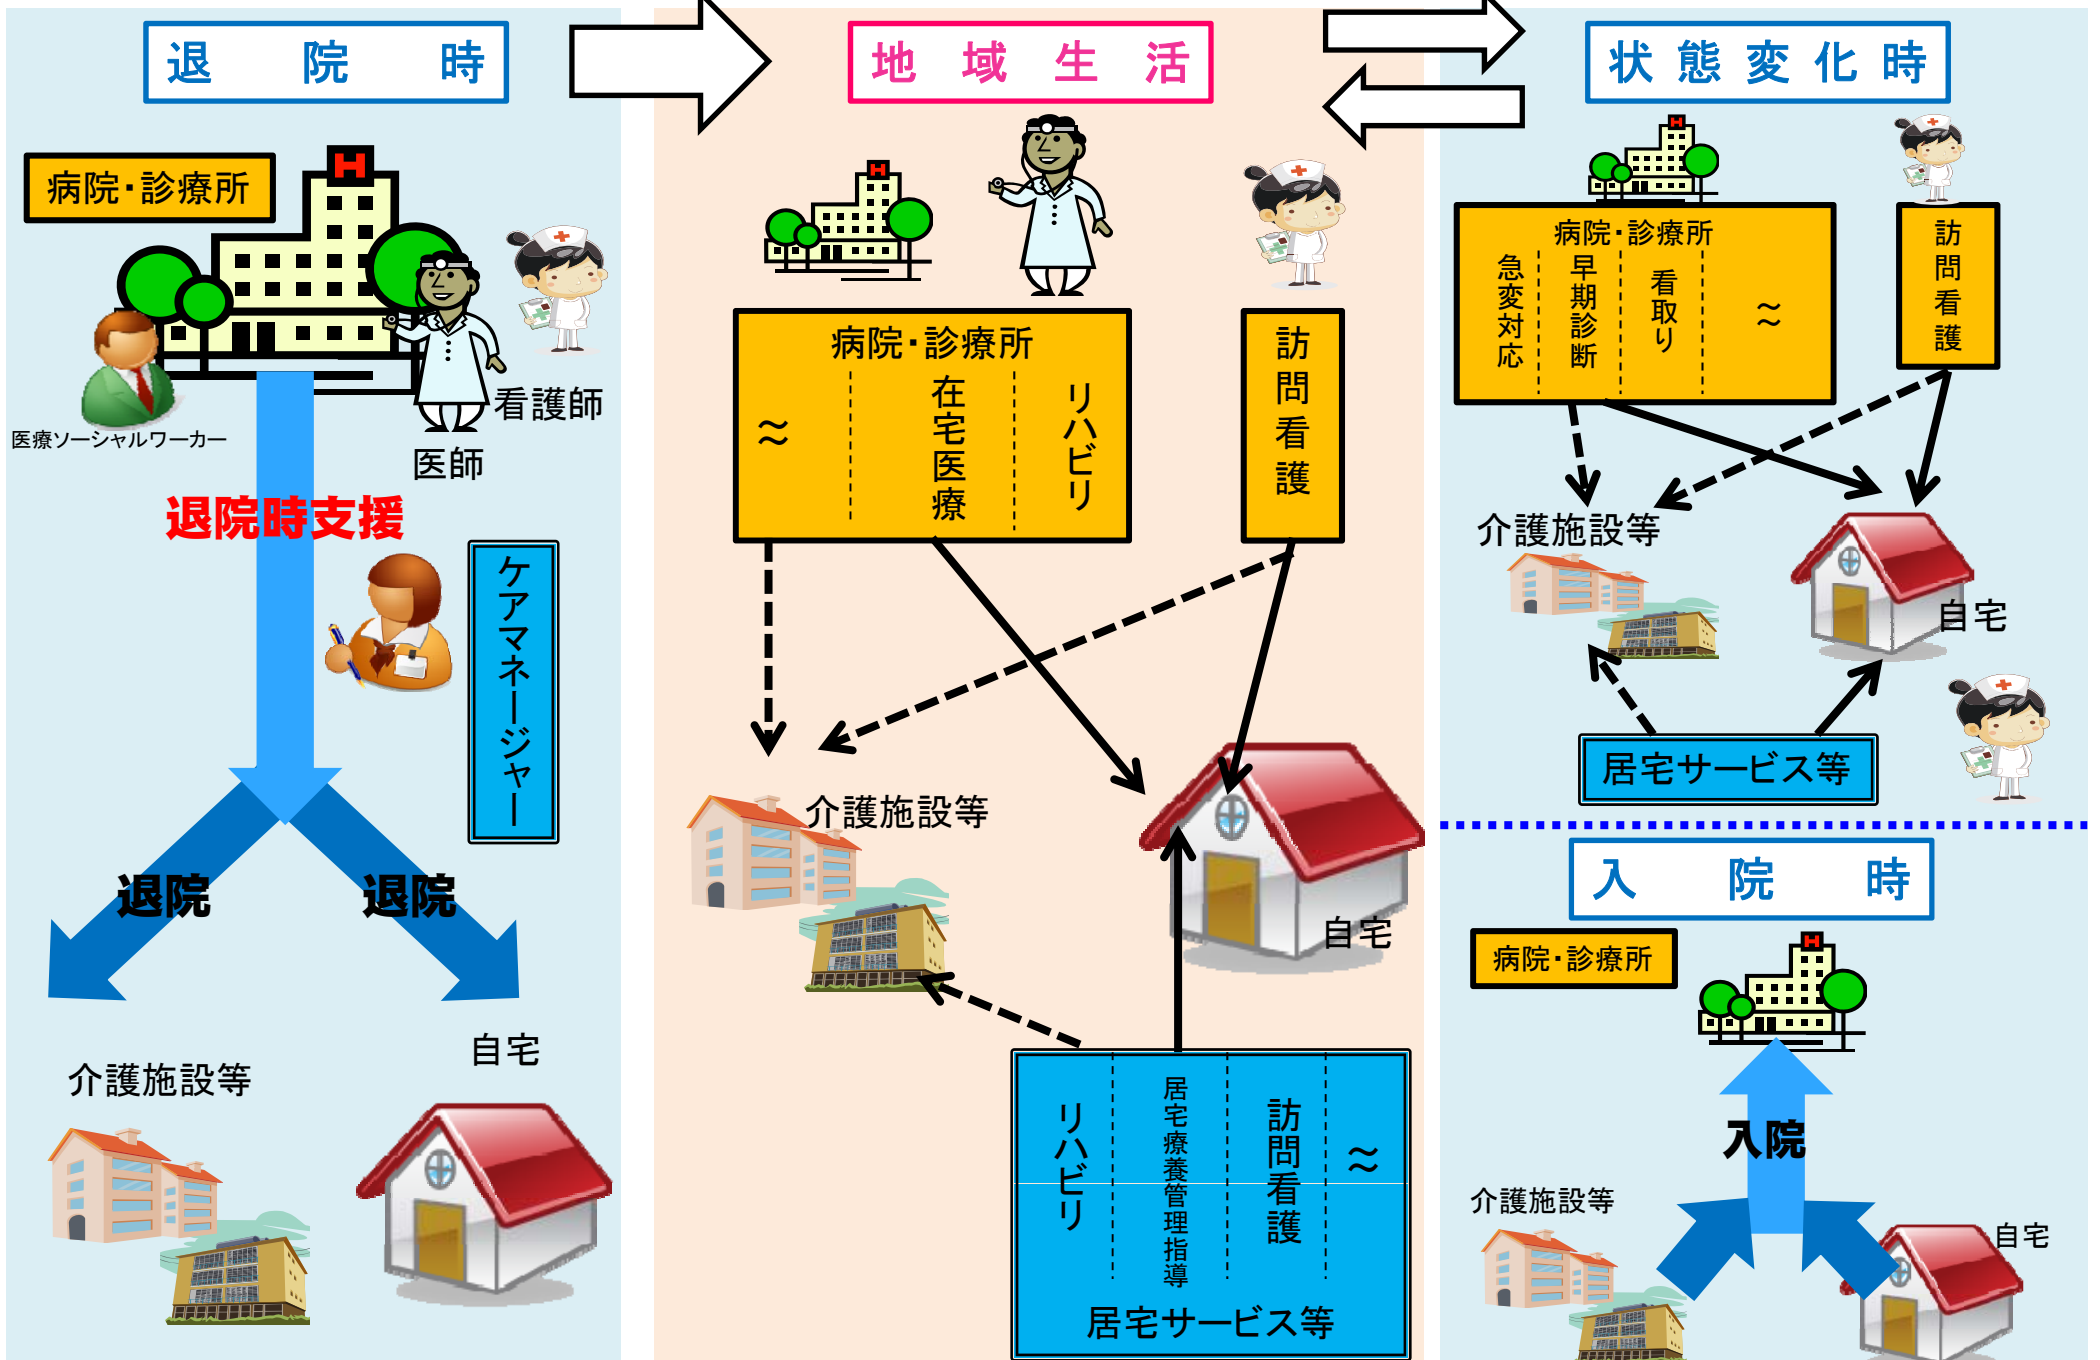 退院時
病院・診療所
医療ソーシャルワーカー
看護師
医師
退院時支援
ケアマネージャー
退院
退院
介護施設等
自宅
地域生活
病院・診療所
≈
在宅医療
リハビリ
訪問看護
介護施設等
自宅
リハビリ
居宅療養管理指導
訪問看護
≈
居宅サービス等
状態変化時
病院・診療所
急変対応
早期診断
看取り
≈
訪問看護
介護施設等
自宅
居宅サービス等
入院時
病院・診療所
入院
介護施設等
自宅